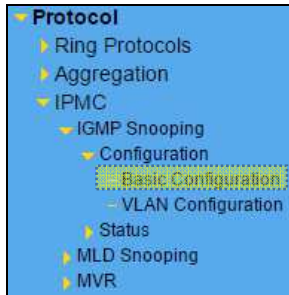 Protocol
Ring Protocols
Aggregation
IPMC
IGMP Snooping
Configuration
Basic Configuration
VLAN Configuration
Status
MLD Snooping
MVR